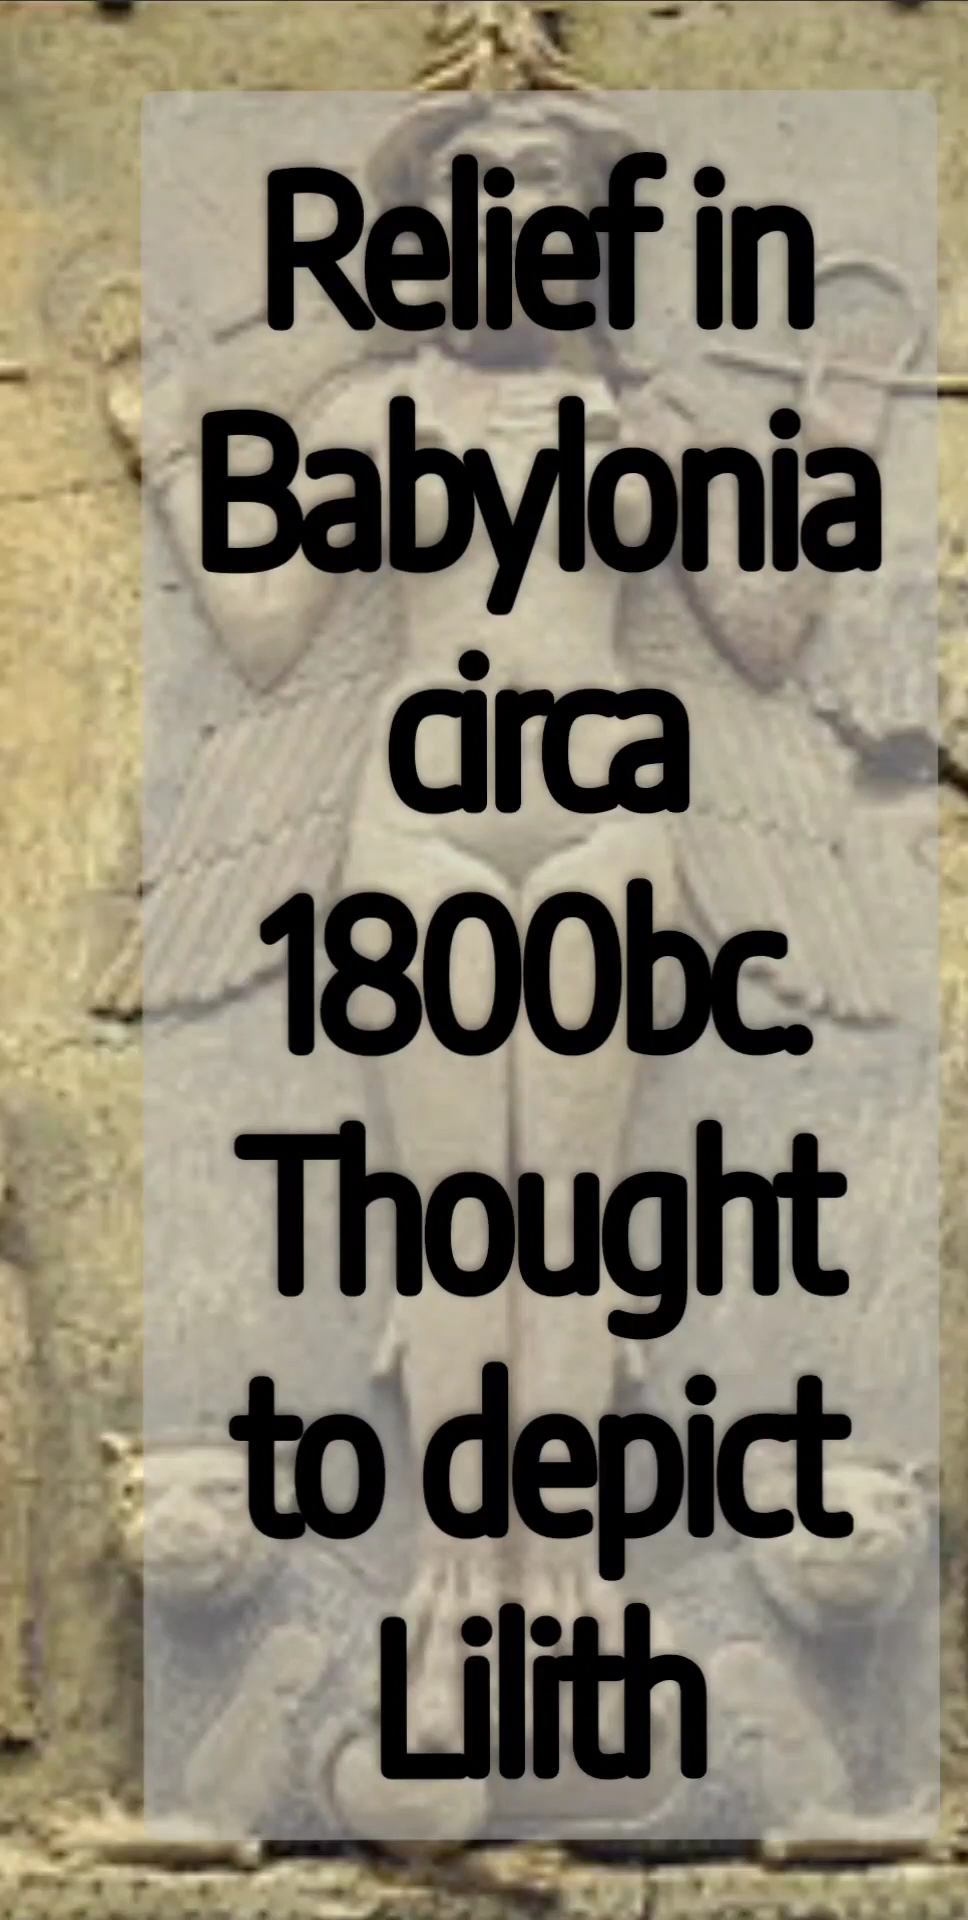 Relief in
Babylonia
circa
1800bc.
Thought
to depict
Lilith